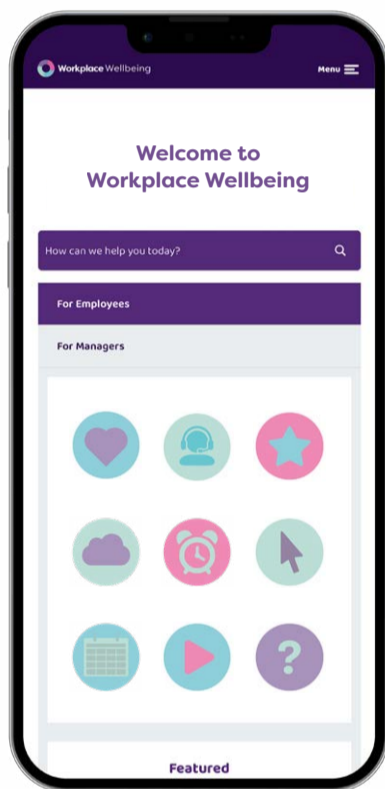 Workplace Wellbeing
Menu
Welcome to
Workplace Wellbeing
How can we help you today?
For Employees
For Managers
?
Featured